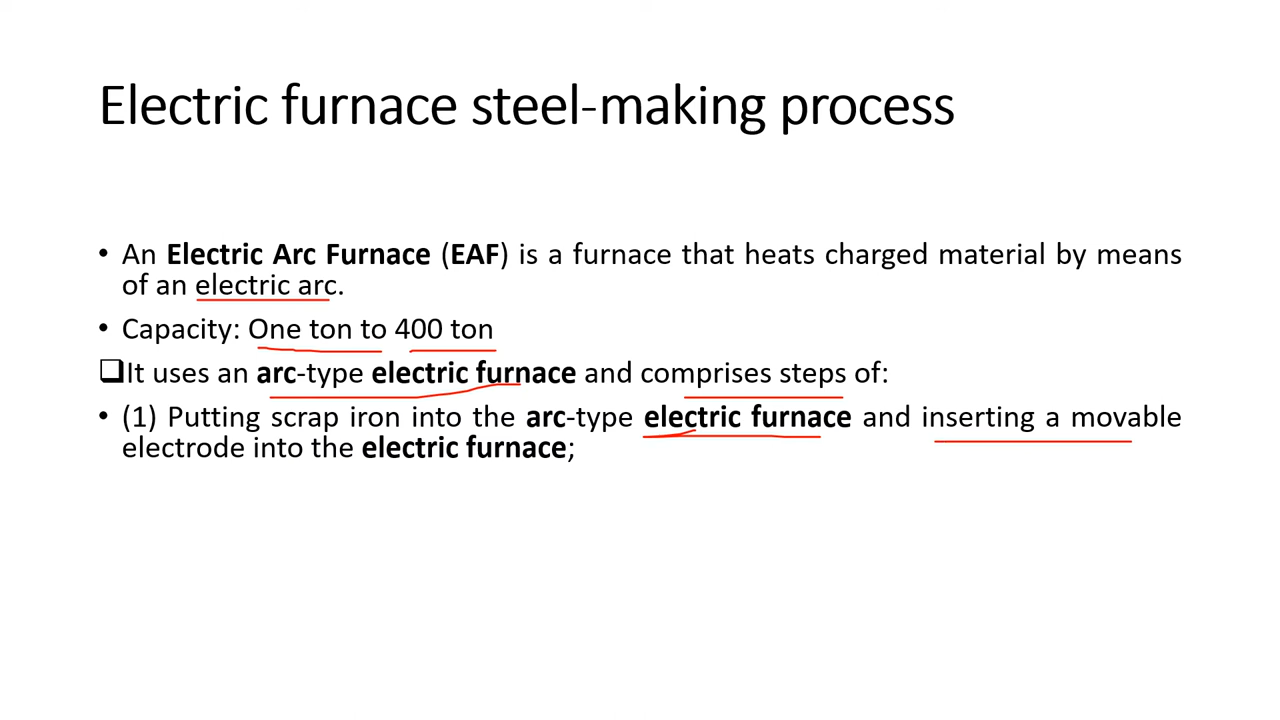 Electric furnace steel-making process
• An Electric Arc Furnace (EAF) is a furnace that heats charged material by means
of an electric arc.
• Capacity: One ton to 400 ton
❑It uses an arc-type electric furnace and comprises steps of:
• (1) Putting scrap iron into the arc-type electric furnace and inserting a movable
electrode into the electric furnace;